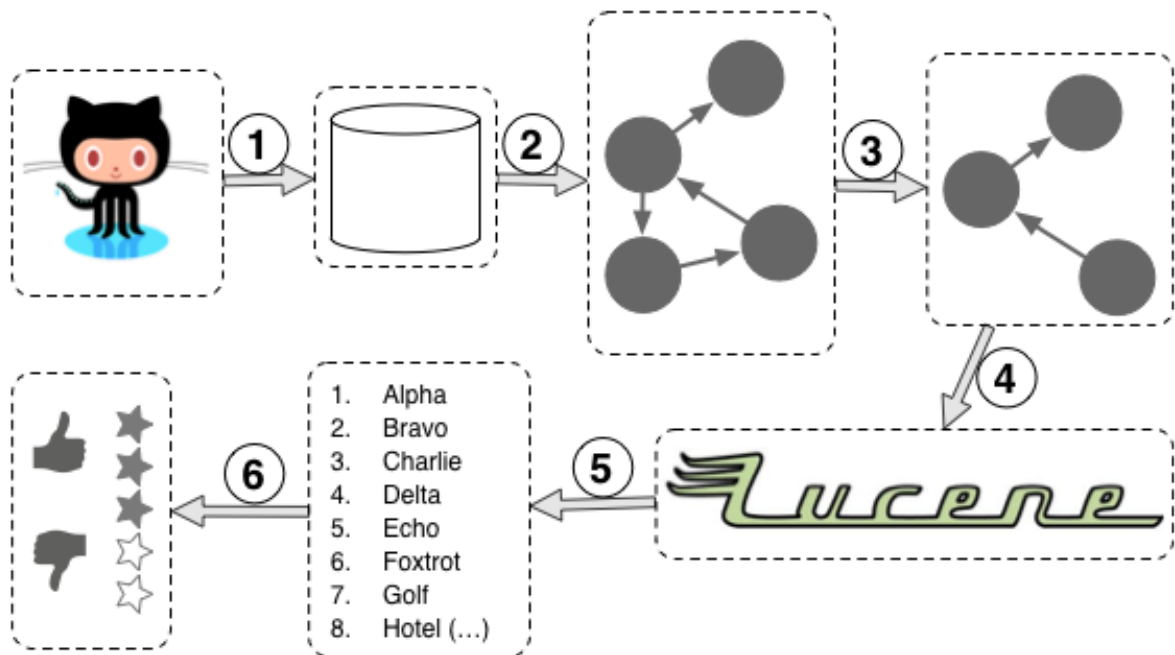 1
2
3
4
Lucene
5
1. Alpha
2. Bravo
3. Charlie
4. Delta
5. Echo
6. Foxtrot
7. Golf
8. Hotel (...)
6